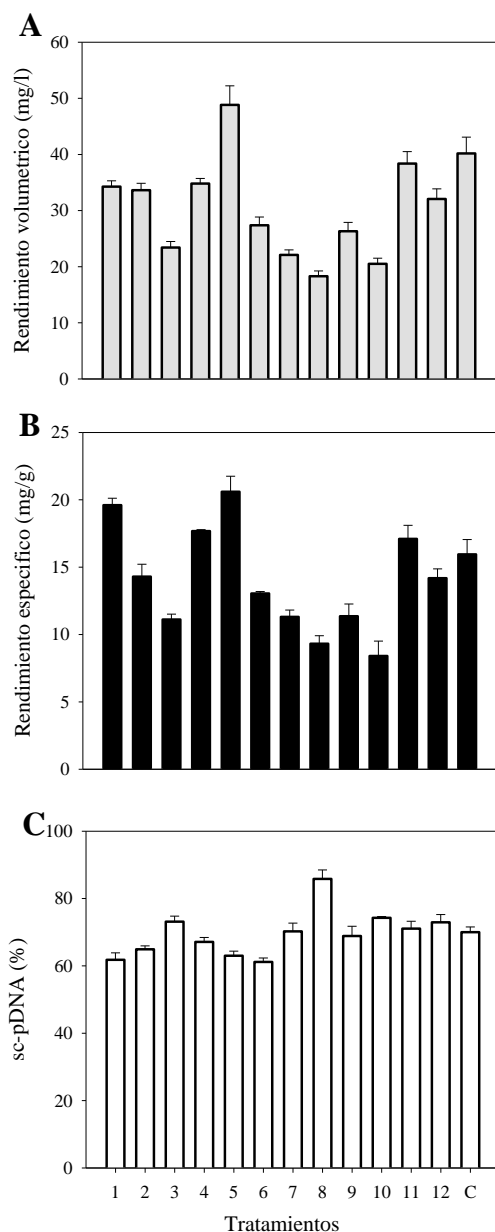 A
60
50
40
30
20
10
0
Rendimiento volumetrico (mg/l)
B
25
20
15
10
5
0
Rendimiento especifico (mg/g)
C
100
80
60
40
20
0
sc-pDNA (%)
1 2 3 4 5 6 7 8 9 10 11 12 C
Tratamientos